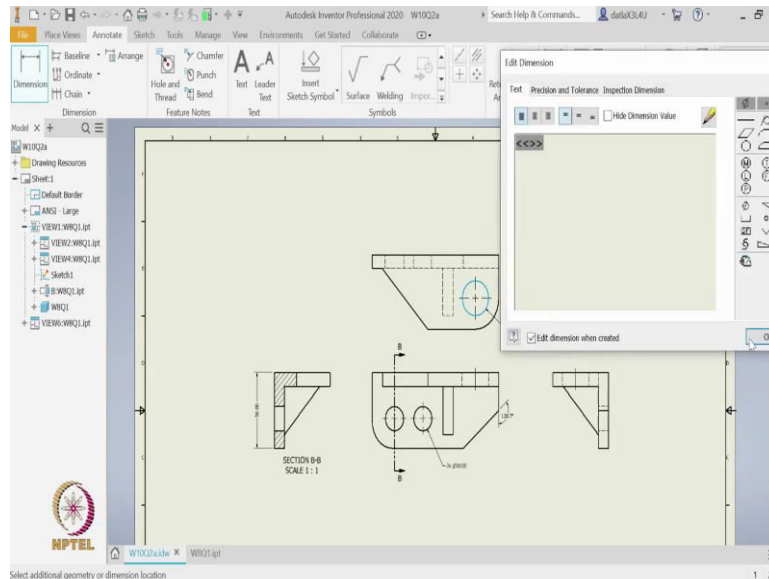 Autodesk Inventor Professional 2020 W10Q2a
Search Help & Commands...
datlaX3L4U
File Place Views Annotate Sketch Tools Manage View Environments Get Started Collaborate
Dimension
Baseline
Ordinate
Chain
Arrange
Dimension
Hole and Thread
Chamfer
Punch
Bend
Feature Notes
Text
Leader Text
Text
Insert Sketch Symbol
Surface
Welding
Impor...
Symbols
Model X +
W10Q2a
Drawing Resources
Sheet:1
Default Border
ANSI - Large
VIEW1:W8Q1.ipt
VIEW2:W8Q1.ipt
VIEW4:W8Q1.ipt
Sketch1
B:W8Q1.ipt
W8Q1
VIEW6:W8Q1.ipt
Edit Dimension
Text Precision and Tolerance Inspection Dimension
Hide Dimension Value
<<>>
Edit dimension when created
B
B
SECTION B-B
SCALE 1 : 1
NPTEL
W10Q2a.idw X W8Q1.ipt
Select additional geometry or dimension location
1